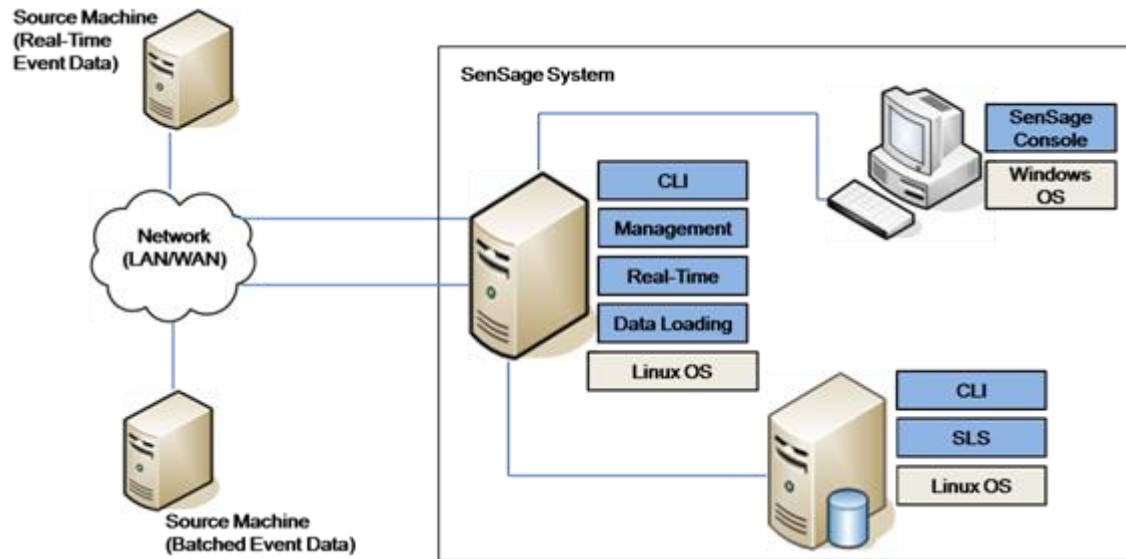 Source Machine
(Real-Time
Event Data)
SenSage System
SenSage
Console
Windows
OS
CLI
Management
Real-Time
Data Loading
Linux OS
Network
(LAN/WAN)
CLI
SLS
Linux OS
Source Machine
(Batched Event Data)